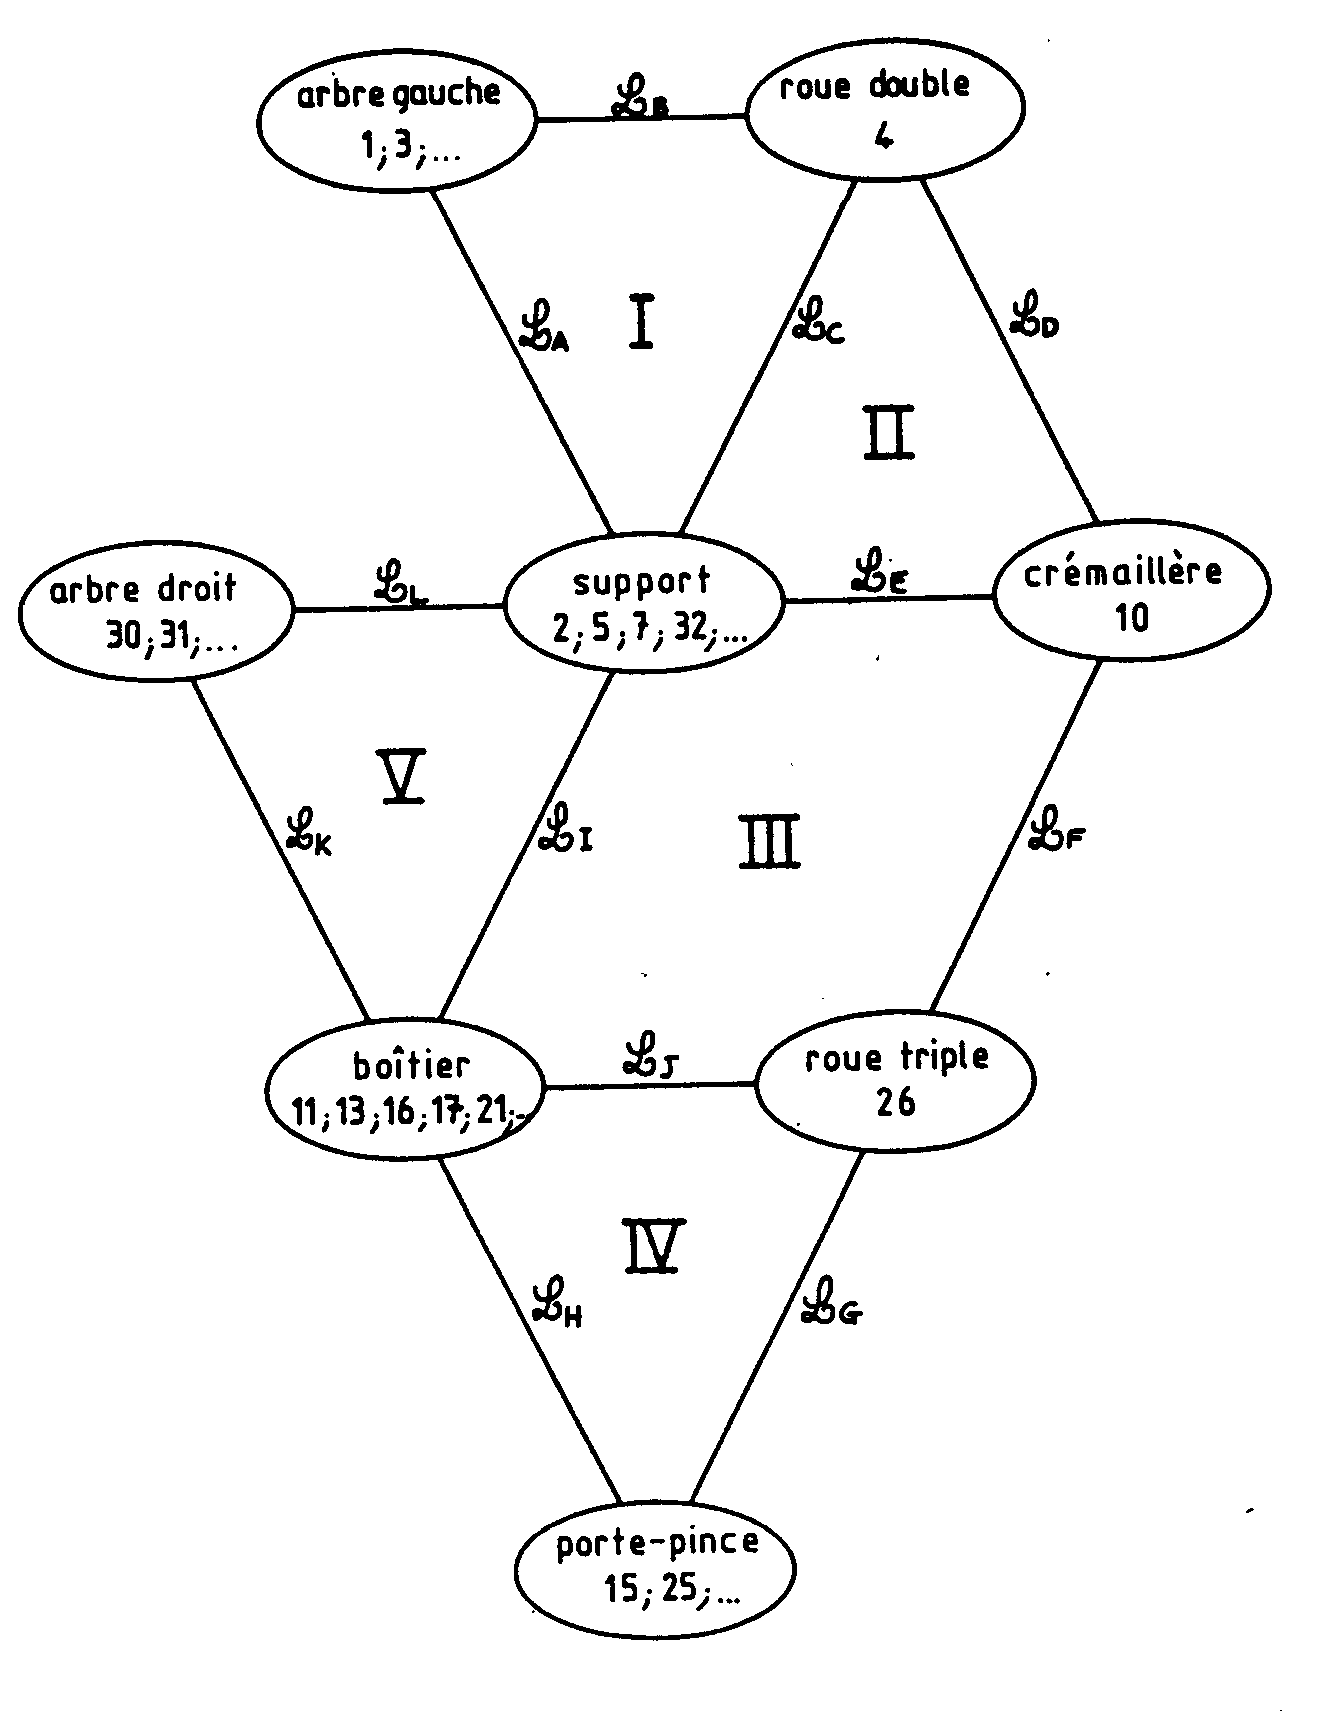 arbre gauche
1; 3; ...
ℒB
roue double
4
ℒA
I
ℒC
ℒD
II
arbre droit
30; 31; ...
ℒL
support
2; 5; 7; 32; ...
ℒE
crémaillère
10
V
ℒK
ℒI
III
ℒF
boîtier
11; 13; 16; 17; 21; ..
ℒJ
roue triple
26
IV
ℒH
ℒG
porte-pince
15; 25; ...